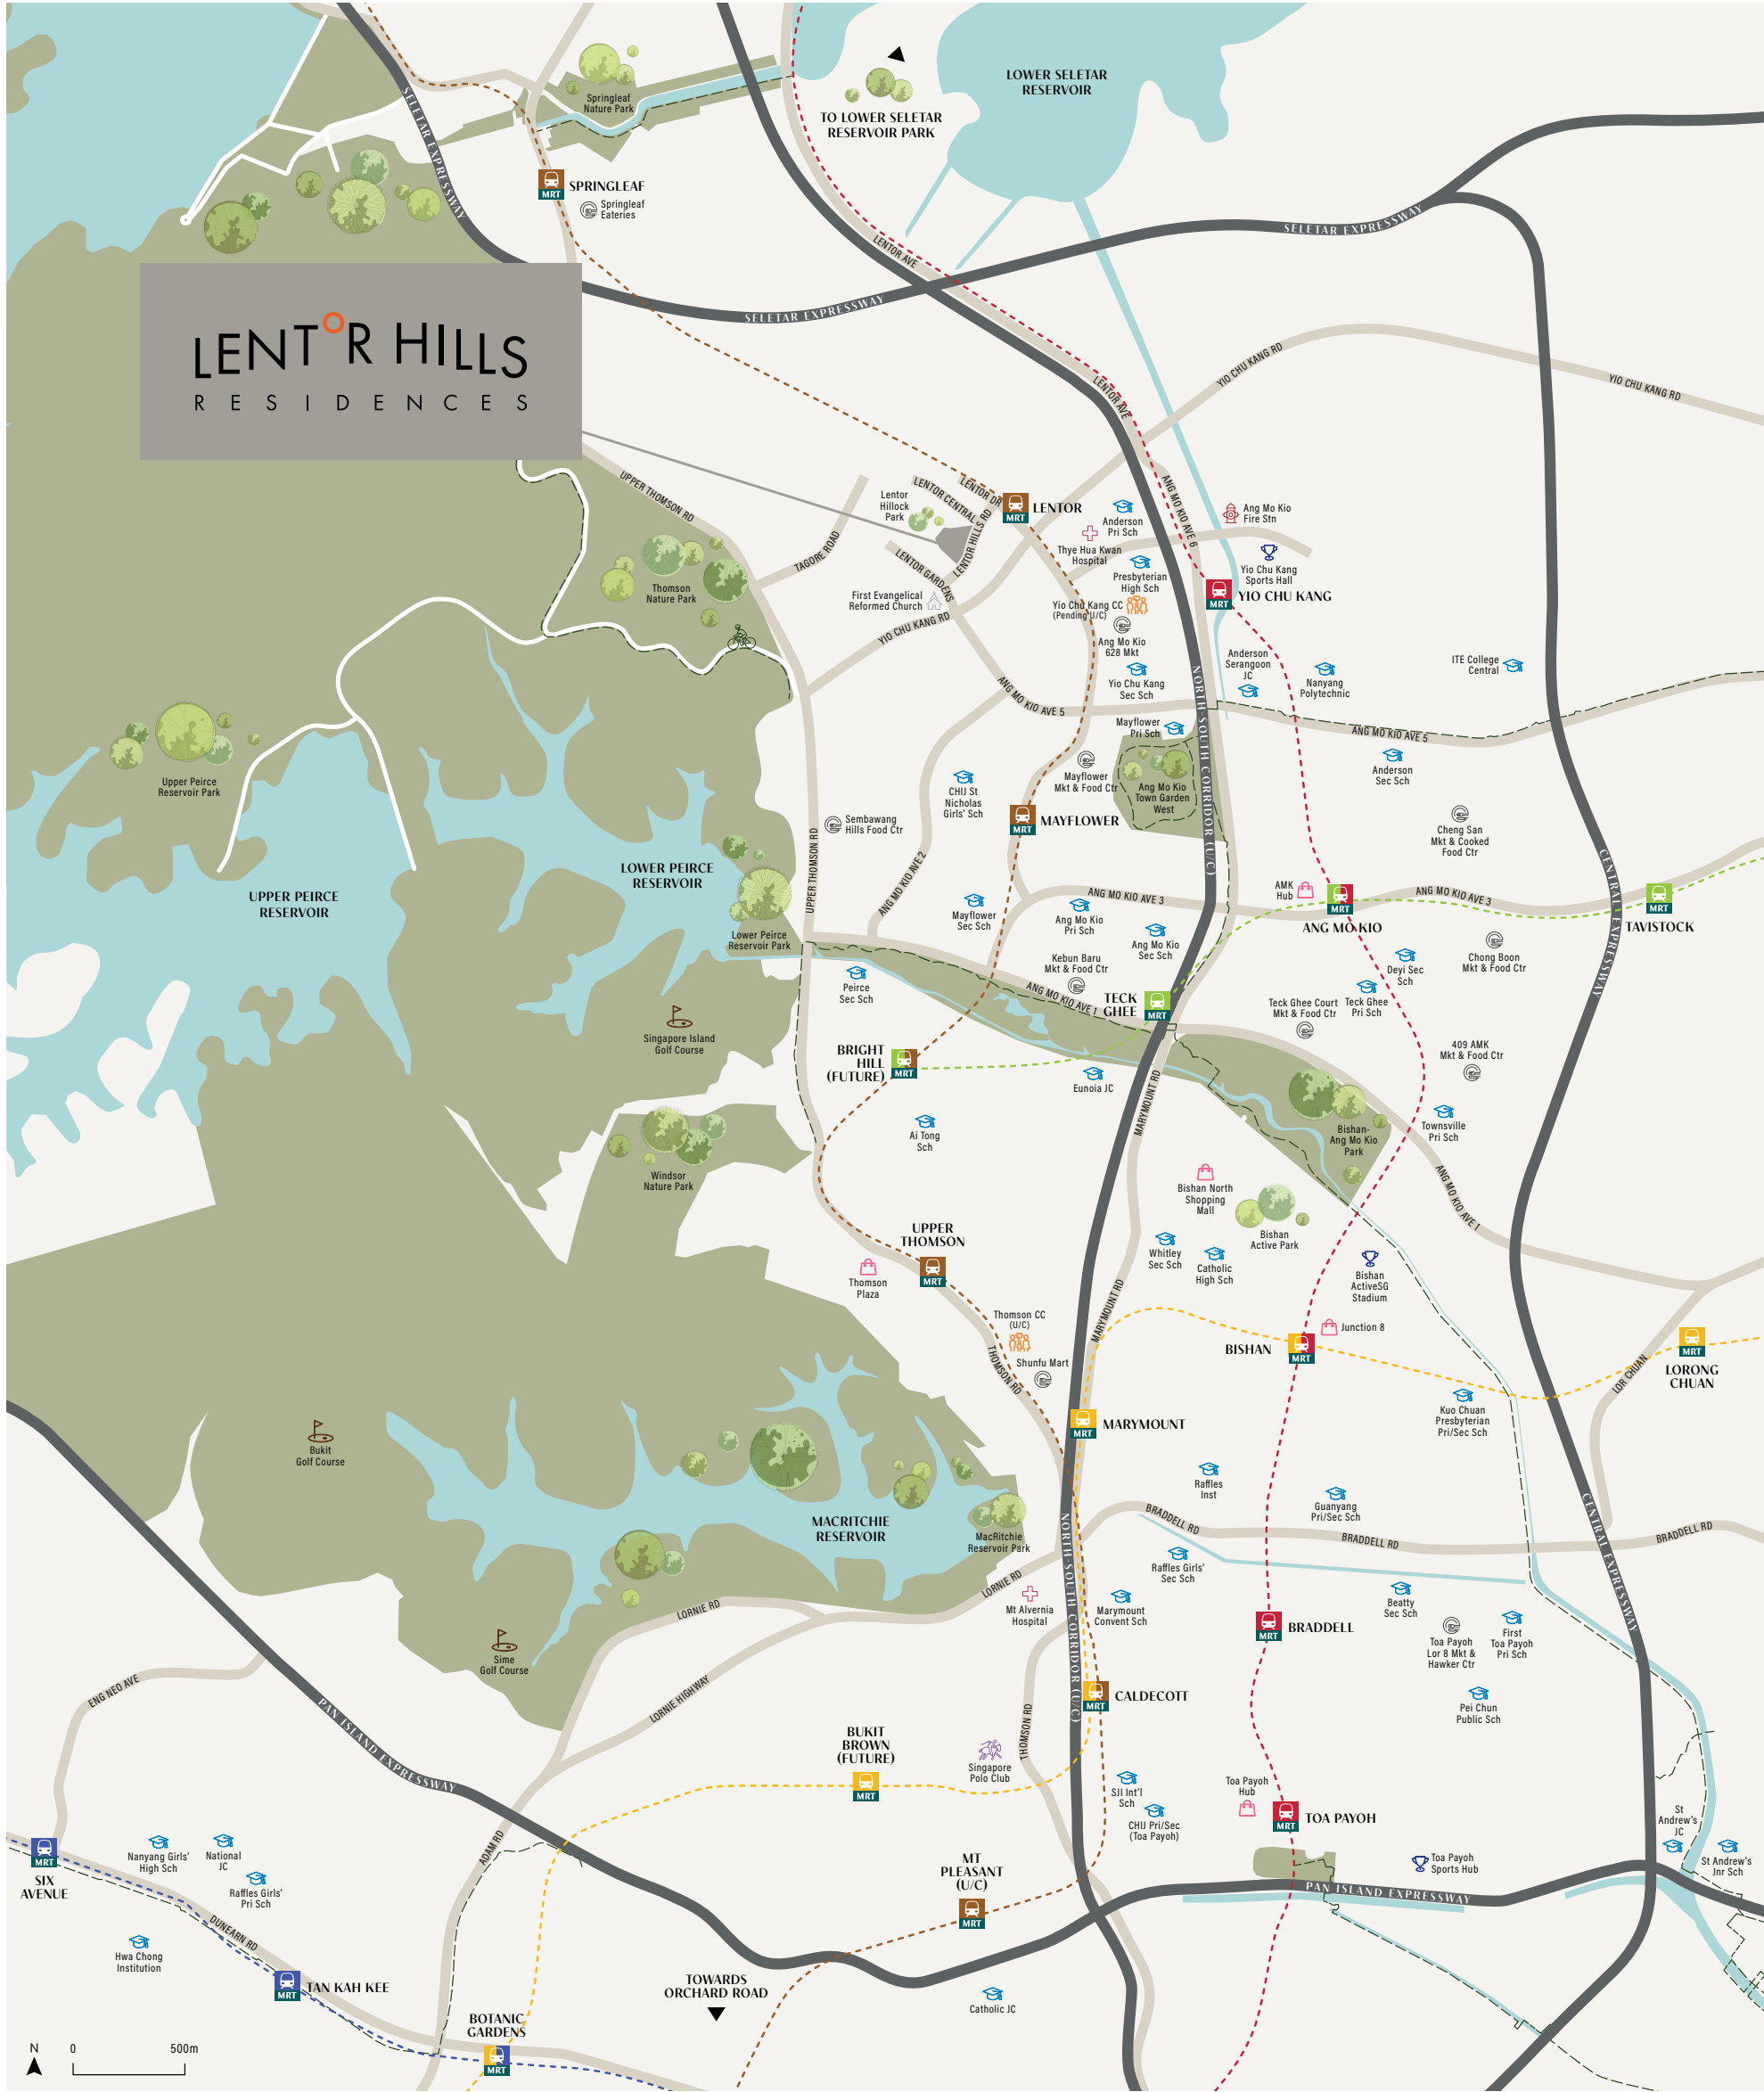 LOWER SELETAR
RESERVOIR
TO LOWER SELETAR
RESERVOIR PARK
Springleaf
Nature Park
SELETAR EXPRESSWAY
MRT
SPRINGLEAF
Springleaf
Eateries
LENTOR AVE
SELETAR EXPRESSWAY
SELETAR EXPRESSWAY
LENTOR HILLS
RESIDENCES
LENTOR AVE
YIO CHU KANG RD
YIO CHU KANG RD
UPPER THOMSON RD
Lentor
Hillock
Park
LENTOR CENTRAL
LENTOR DR
LENTOR HILLS RD
LENTOR GARDENS
MRT
LENTOR
TAGORE ROAD
Thomson
Nature Park
First Evangelical
Reformed Church
YIO CHU KANG RD
Anderson
Pri Sch
Thye Hua Kwan
Hospital
Presbyterian
High Sch
Yio Chu Kang CC
(Pending U/C)
Ang Mo Kio
628 Mkt
Yio Chu Kang
Sec Sch
ANG MO KIO AVE 6
Ang Mo Kio
Fire Stn
Yio Chu Kang
Sports Hall
MRT
YIO CHU KANG
Anderson
Serangoon
JC
Nanyang
Polytechnic
ITE College
Central
ANG MO KIO AVE 5
NORTH-SOUTH CORRIDOR (U/C)
ANG MO KIO AVE 5
Mayflower
Pri Sch
Upper Peirce
Reservoir Park
CHIJ St
Nicholas
Girls' Sch
Mayflower
Mkt & Food Ctr
Ang Mo Kio
Town Garden
West
Anderson
Sec Sch
Sembawang
Hills Food Ctr
MRT
MAYFLOWER
Cheng San
Mkt & Cooked
Food Ctr
UPPER THOMSON RD
ANG MO KIO AVE 2
LOWER PEIRCE
RESERVOIR
UPPER PEIRCE
RESERVOIR
Lower Peirce
Reservoir Park
Mayflower
Sec Sch
ANG MO KIO AVE 3
Ang Mo Kio
Pri Sch
Ang Mo Kio
Sec Sch
AMK
Hub
MRT
ANG MO KIO
ANG MO KIO AVE 3
CENTRAL EXPRESSWAY
MRT
TAVISTOCK
Kebun Baru
Mkt & Food Ctr
Peirce
Sec Sch
ANG MO KIO AVE 1
TECK
GHEE
MRT
Deyi Sec
Sch
Chong Boon
Mkt & Food Ctr
Teck Ghee Court
Mkt & Food Ctr
Teck Ghee
Pri Sch
409 AMK
Mkt & Food Ctr
Singapore Island
Golf Course
BRIGHT
HILL
(FUTURE)
MRT
Eunoia JC
MARYMOUNT RD
Ai Tong
Sch
Bishan-
Ang Mo Kio
Park
Townsville
Pri Sch
Windsor
Nature Park
Bishan North
Shopping
Mall
Bishan
Active Park
ANG MO KIO AVE 1
UPPER
THOMSON
MRT
Thomson
Plaza
Whitley
Sec Sch
Catholic
High Sch
Bishan
ActiveSG
Stadium
MARYMOUNT RD
Thomson CC
(U/C)
Shunfu Mart
THOMSON RD
BISHAN
MRT
Junction 8
MRT
LORONG
CHUAN
LOR CHUAN
MRT
MARYMOUNT
Kuo Chuan
Presbyterian
Pri/Sec Sch
Bukit
Golf Course
Raffles
Inst
Guanyang
Pri/Sec Sch
MACRITCHIE
RESERVOIR
MacRitchie
Reservoir Park
BRADDELL RD
BRADDELL RD
BRADDELL RD
CENTRAL EXPRESSWAY
NORTH-SOUTH CORRIDOR (U/C)
Raffles Girls'
Sec Sch
LORNIE RD
LORNIE RD
Mt Alvernia
Hospital
Marymount
Convent Sch
Beatty
Sec Sch
MRT
BRADDELL
Toa Payoh
Lor 8 Mkt &
Hawker Ctr
First
Toa Payoh
Pri Sch
Sime
Golf Course
ENG NEO AVE
PAN ISLAND EXPRESSWAY
LORNIE HIGHWAY
MRT
CALDECOTT
Pei Chun
Public Sch
BUKIT
BROWN
(FUTURE)
MRT
THOMSON RD
Singapore
Polo Club
SJI Int'l
Sch
CHIJ Pri/Sec
(Toa Payoh)
Toa Payoh
Hub
MRT
TOA PAYOH
St
Andrew's
JC
St Andrew's
Jnr Sch
Toa Payoh
Sports Hub
PAN ISLAND EXPRESSWAY
MRT
SIX
AVENUE
Nanyang Girls'
High Sch
National
JC
Raffles Girls'
Pri Sch
ADAM RD
MT
PLEASANT
(U/C)
MRT
DUNEARN RD
Hwa Chong
Institution
MRT
TAN KAH KEE
TOWARDS
ORCHARD ROAD
Catholic JC
BOTANIC
GARDENS
MRT
N
0
500m